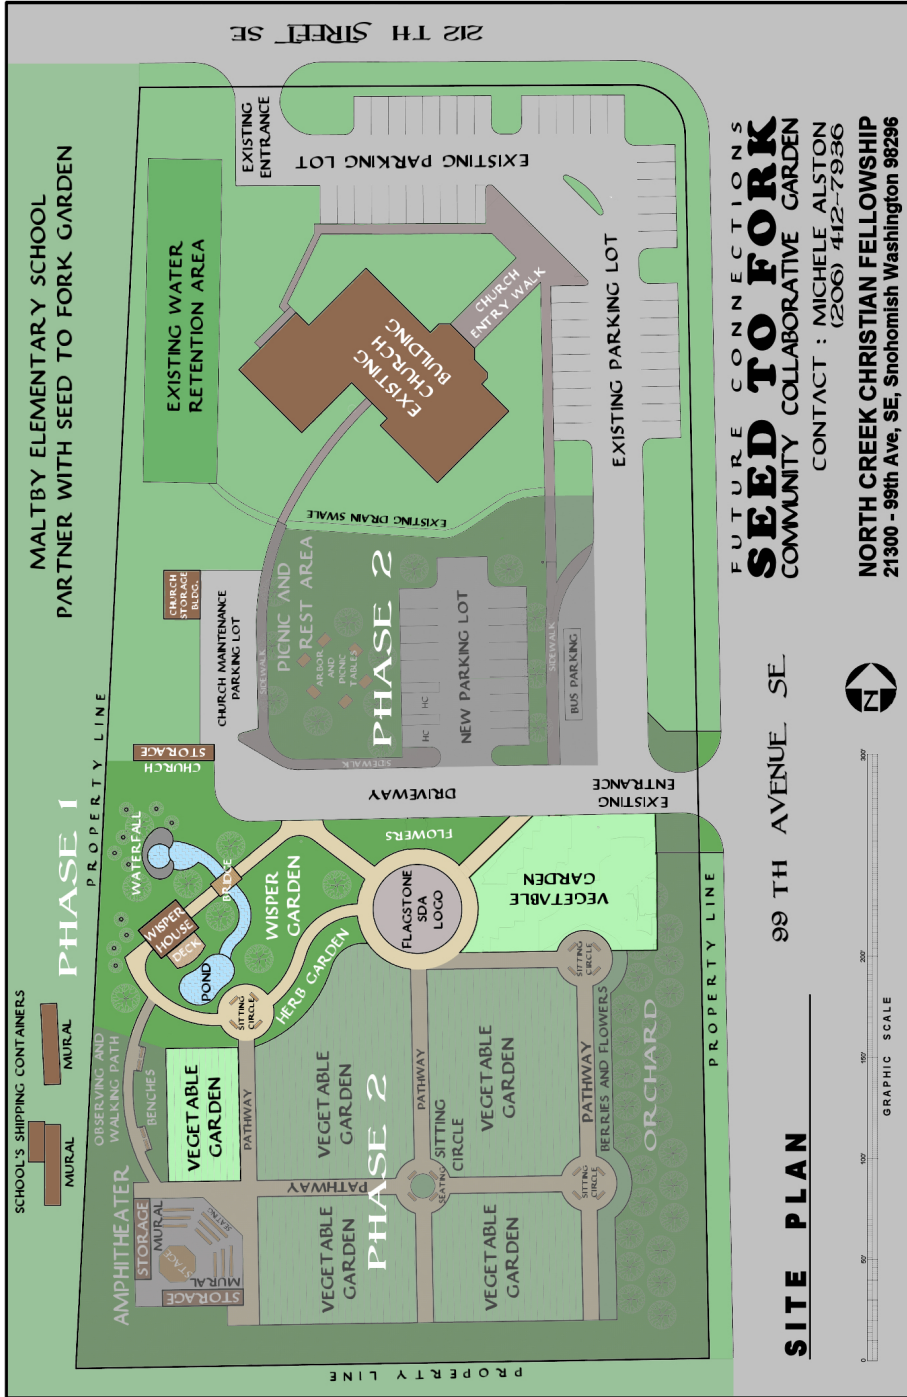 MALTBY ELEMENTARY SCHOOL
PARTNER WITH SEED TO FORK GARDEN
212 TH STREET SE
EXISTING
ENTRANCE
EXISTING PARKING LOT
EXISTING WATER
RETENTION AREA
EXISTING
CHURCH
BUILDING
CHURCH
ENTRY WALK
EXISTING PARKING LOT
EXISTING DRAIN SWALE
CHURCH
STORAGE
BLDG.
CHURCH MAINTENANCE
PARKING LOT
SIDEWALK
PICNIC AND
REST AREA
ARBOR
AND
PICNIC
TABLES
PHASE 2
HC
HC
NEW PARKING LOT
SIDEWALK
BUS PARKING
SIDEWALK
CHURCH
STORAGE
DRIVEWAY
EXISTING
ENTRANCE
PROPERTY LINE
PHASE 1
WATERFALL
BRIDGE
WISPER
HOUSE
DECK
POND
WISPER
GARDEN
FLOWERS
HERB GARDEN
SITTING
CIRCLE
FLAGSTONE
SDA
LOGO
VEGETABLE
GARDEN
SITTING
CIRCLE
SCHOOL'S SHIPPING CONTAINERS
MURAL
MURAL
OBSERVING AND
WALKING PATH
BENCHES
VEGETABLE
GARDEN
PATHWAY
VEGETABLE
GARDEN
PATHWAY
VEGETABLE
GARDEN
PATHWAY
BERRIES AND FLOWERS
ORCHARD
PROPERTY LINE
AMPHITHEATER
STORAGE
MURAL
SEATING
STAGE
MURAL
STORAGE
PATHWAY
PHASE 2
SEATING
SITTING
CIRCLE
SITTING
CIRCLE
VEGETABLE
GARDEN
VEGETABLE
GARDEN
PROPERTY LINE
FUTURE CONNECTIONS
SEED TO FORK
COMMUNITY COLLABORATIVE GARDEN
CONTACT : MICHELE ALSTON
(206) 412-7936
NORTH CREEK CHRISTIAN FELLOWSHIP
21300 - 99th Ave, SE, Snohomish Washington 98296
99 TH AVENUE SE
N
SITE PLAN
0 50' 100' 150' 200' 300'
GRAPHIC SCALE